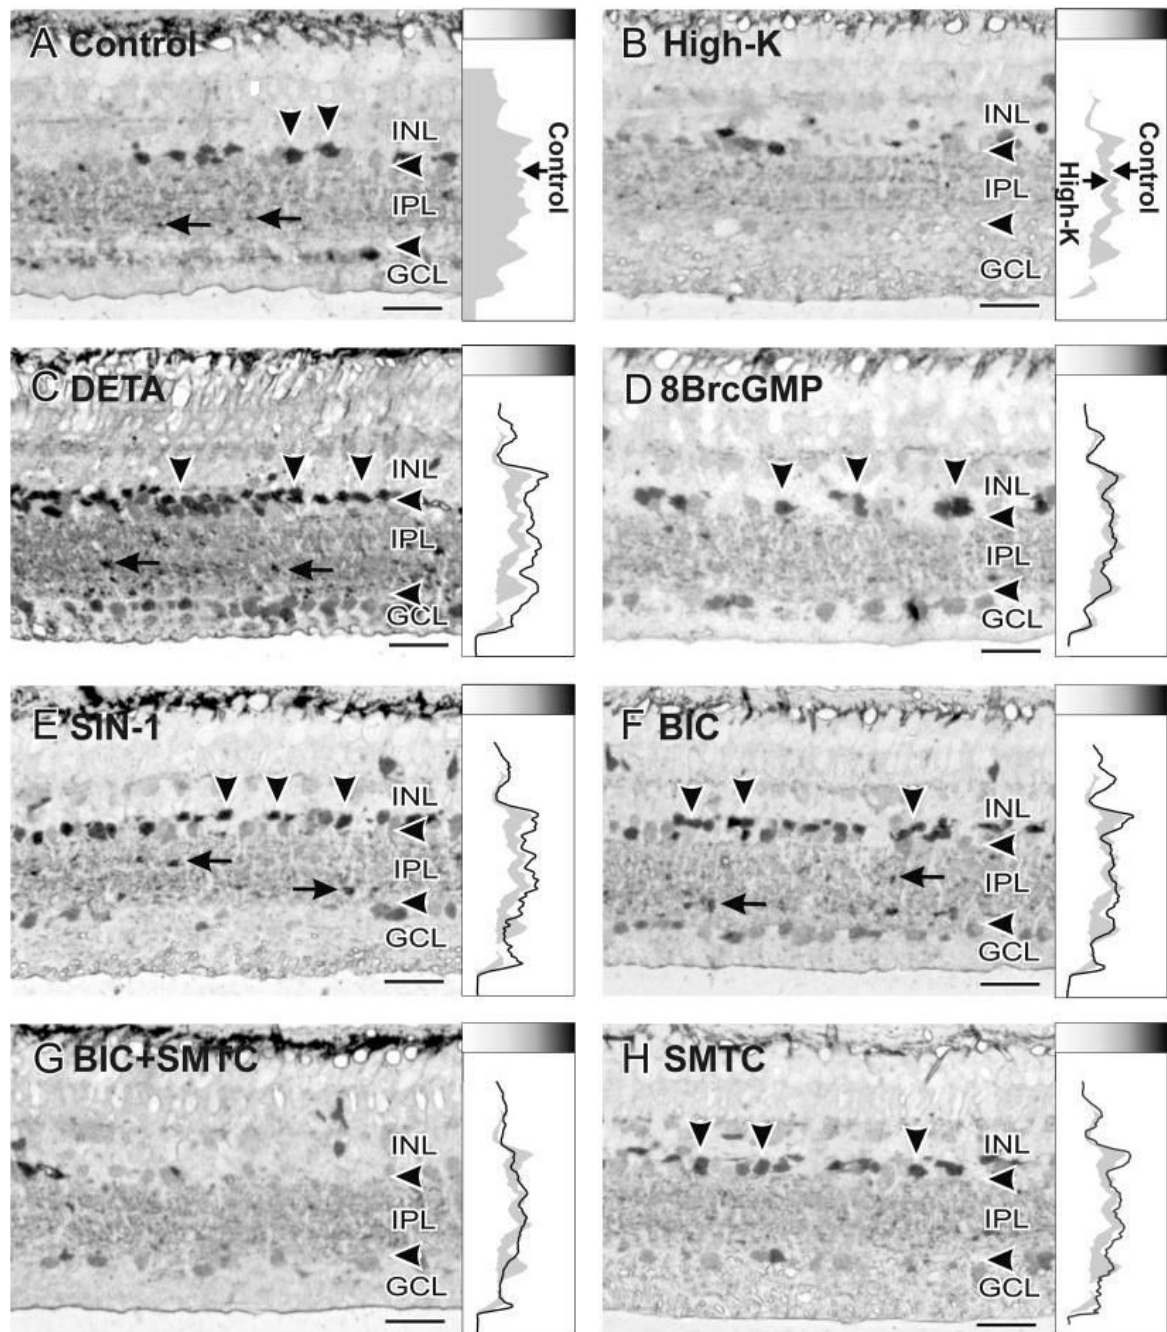 A Control
INL
IPL
GCL
Control
B High-K
INL
IPL
GCL
High-K
Control
C DETA
INL
IPL
GCL
D 8BrcGMP
INL
IPL
GCL
E SIN-1
INL
IPL
GCL
F BIC
INL
IPL
GCL
G BIC+SMTC
INL
IPL
GCL
H SMTC
INL
IPL
GCL